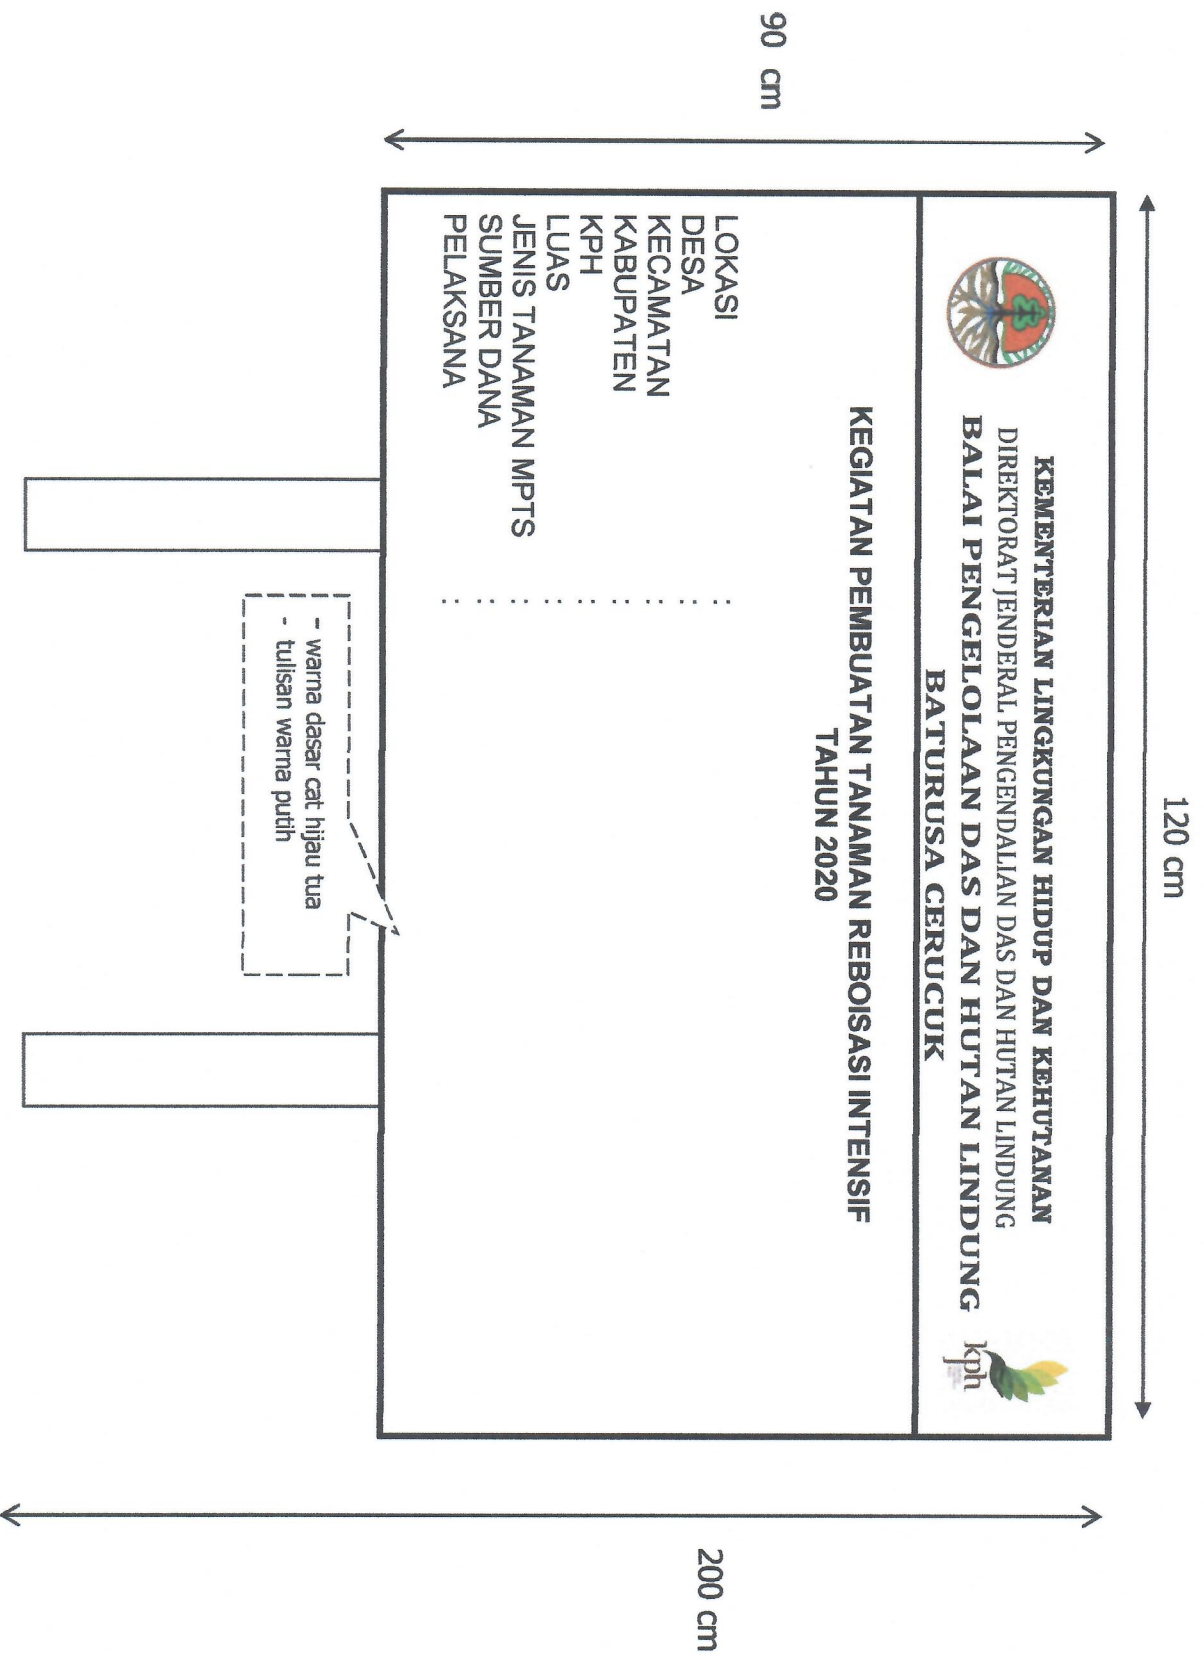 120 cm
90 cm
KEMENTERIAN LINGKUNGAN HIDUP DAN KEHUTANAN
DIREKTORAT JENDERAL PENGENDALIAN DAS DAN HUTAN LINDUNG
BALAI PENGELOLAAN DAS DAN HUTAN LINDUNG
BATURUSA CERUCUK
kph
KEGIATAN PEMBUATAN TANAMAN REBOISASI INTENSIF
TAHUN 2020
LOKASI :
DESA :
KECAMATAN :
KABUPATEN :
KPH :
LUAS :
JENIS TANAMAN MPTS :
SUMBER DANA :
PELAKSANA :
200 cm
- warna dasar cat hijau tua
- tulisan warna putih